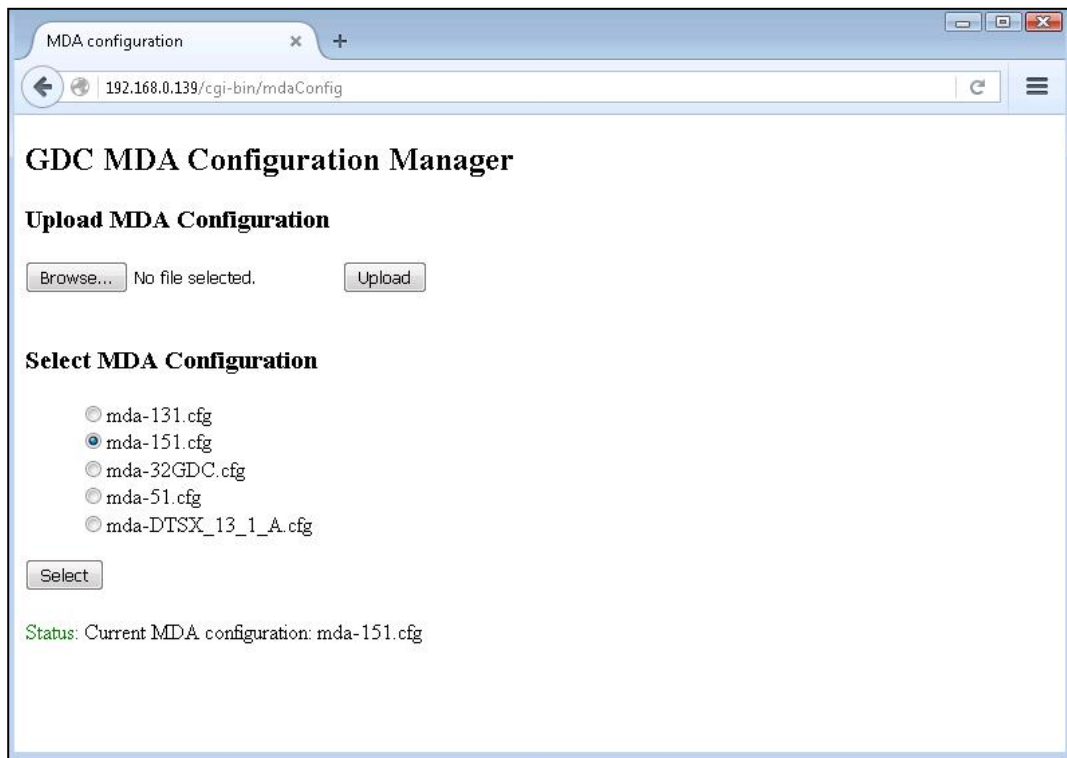 MDA configuration
192.168.0.139/cgi-bin/mdaConfig
GDC MDA Configuration Manager
Upload MDA Configuration
Browse... No file selected. Upload
Select MDA Configuration
mda-131.cfg
mda-151.cfg
mda-32GDC.cfg
mda-51.cfg
mda-DTSX_13_1_A.cfg
Select
Status: Current MDA configuration: mda-151.cfg